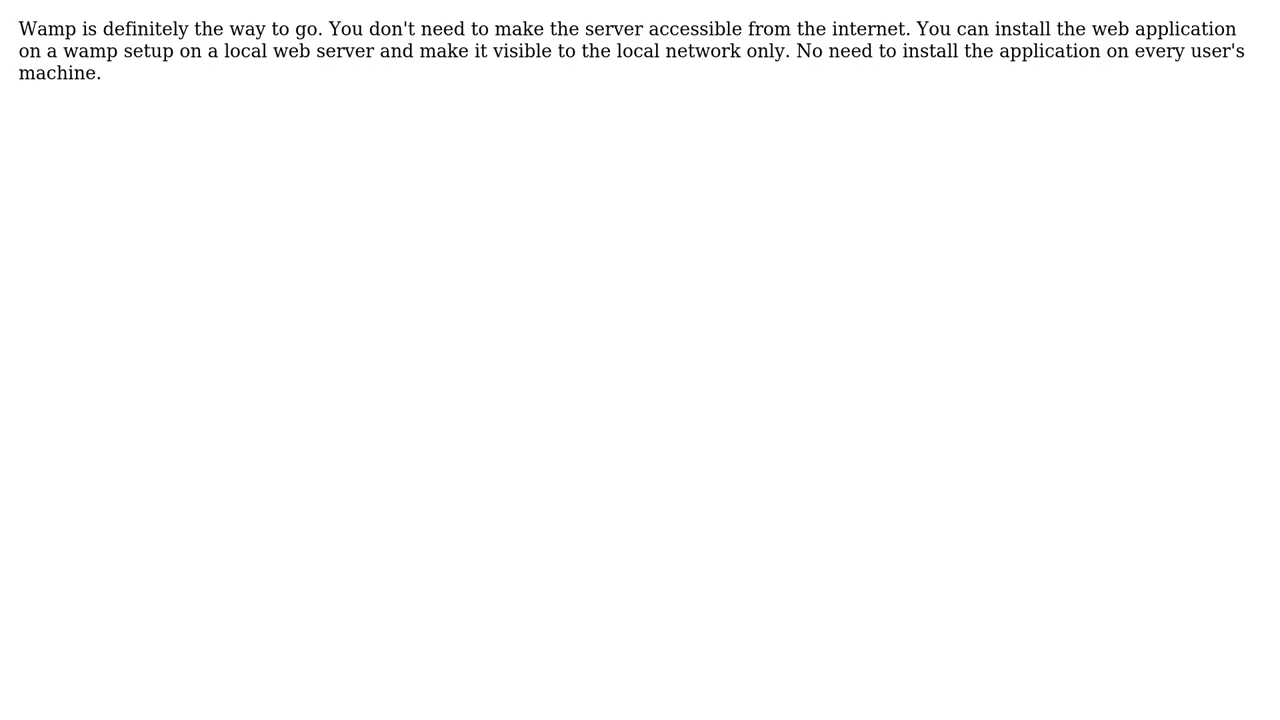 Wamp is definitely the way to go. You don't need to make the server accessible from the internet. You can install the web application
on a wamp setup on a local web server and make it visible to the local network only. No need to install the application on every user's
machine.